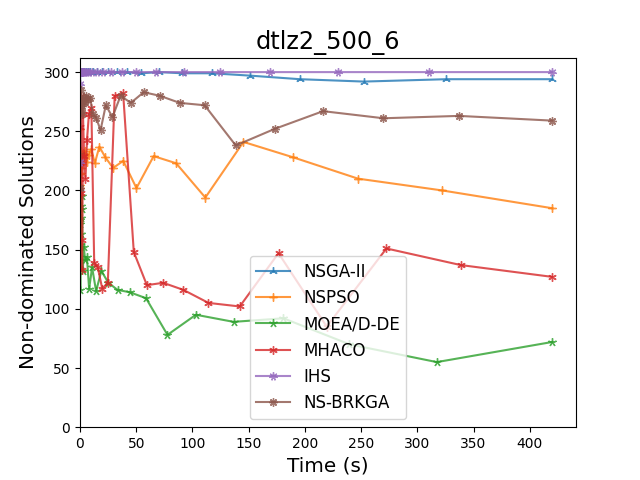 dtlz2_500_6
Non-dominated Solutions
300
250
200
150
100
50
0
NSGA-II
NSPSO
MOEA/D-DE
MHACO
IHS
NS-BRKGA
0 50 100 150 200 250 300 350 400
Time (s)